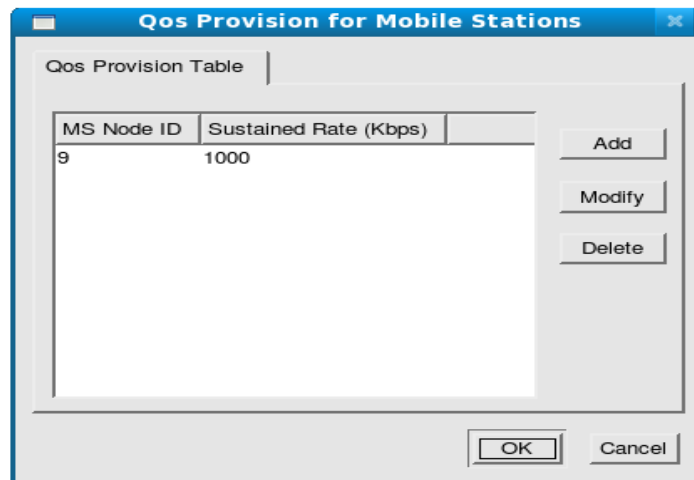 Qos Provision for Mobile Stations
Qos Provision Table
MS Node ID Sustained Rate (Kbps)
9 1000
Add
Modify
Delete
OK Cancel